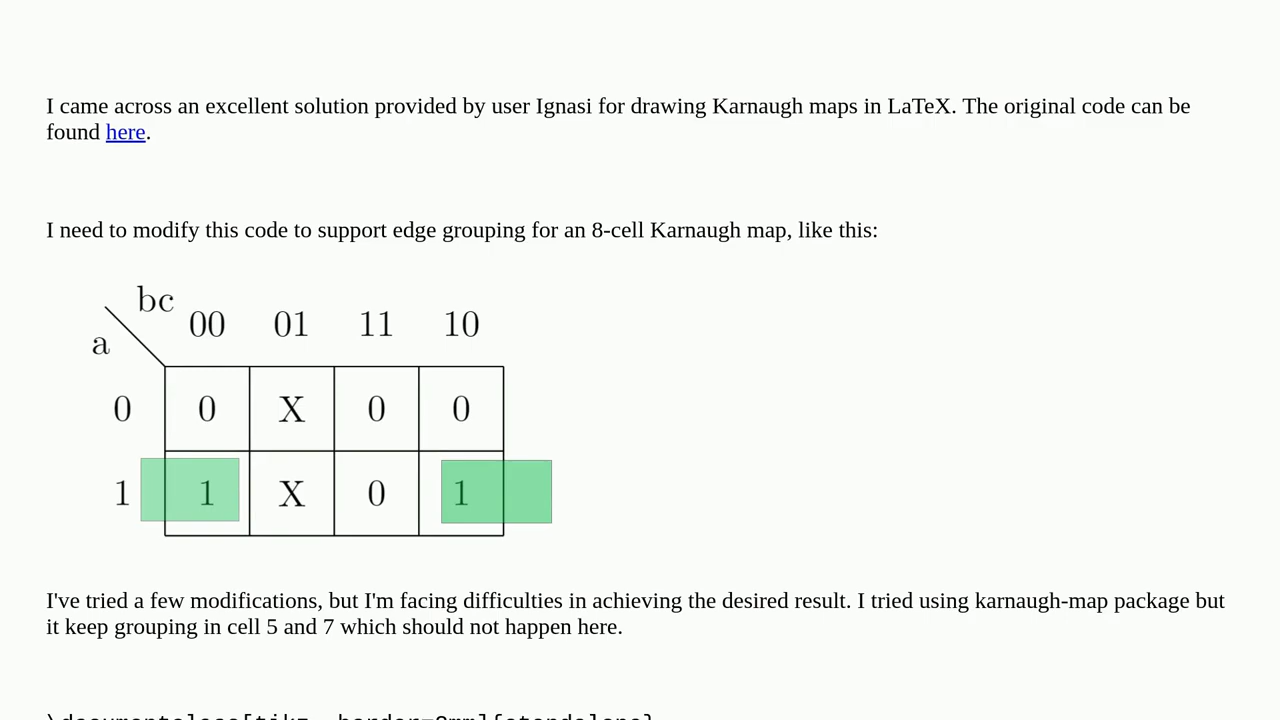 I came across an excellent solution provided by user Ignasi for drawing Karnaugh maps in LaTeX. The original code can be
found here.
I need to modify this code to support edge grouping for an 8-cell Karnaugh map, like this:
bc
a
00 01 11 10
0 0 X 0 0
1 1 X 0 1
I've tried a few modifications, but I'm facing difficulties in achieving the desired result. I tried using karnaugh-map package but
it keep grouping in cell 5 and 7 which should not happen here.